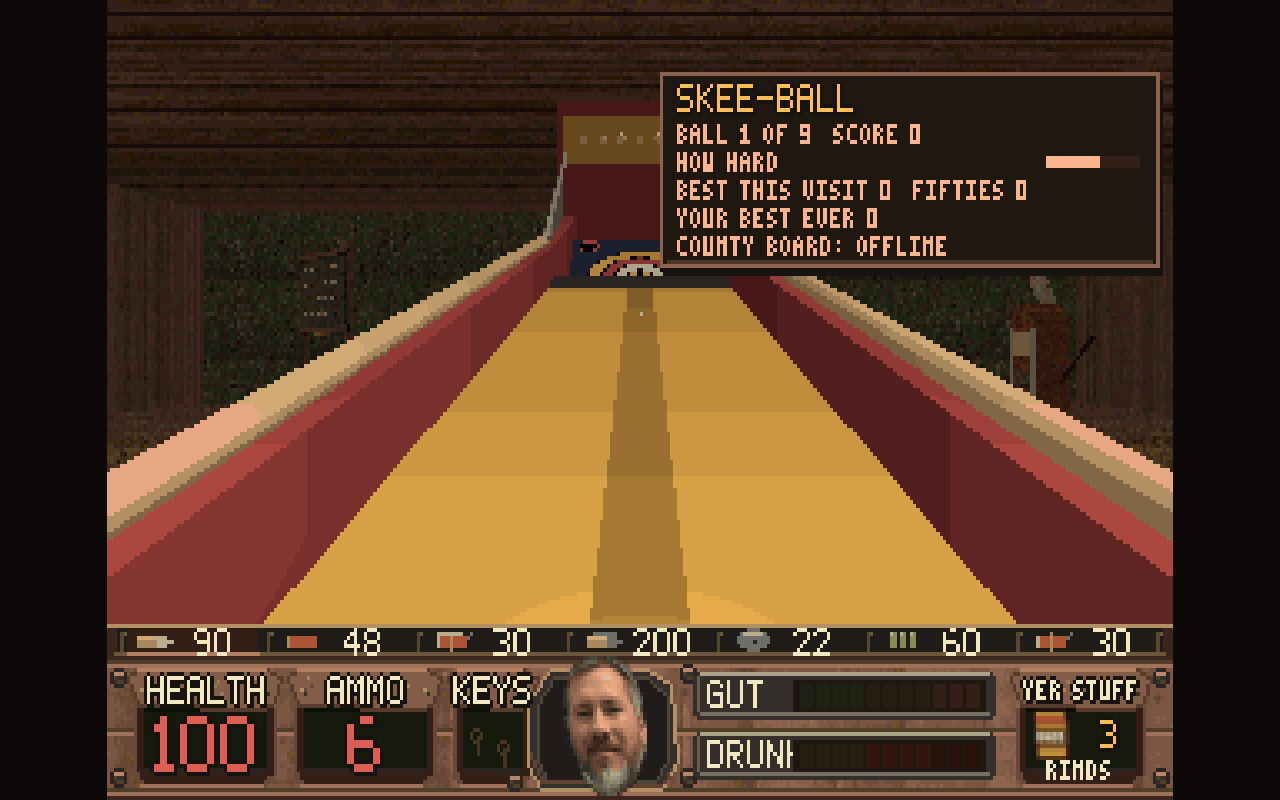 SKEE-BALL
BALL 1 OF 9 SCORE 0
HOW HARD
BEST THIS VISIT 0 FIFTIES 0
YOUR BEST EVER 0
COUNTY BOARD: OFFLINE
90 48 30 200 22 60 30
HEALTH AMMO KEYS GUT YER STUFF
100 6 DRUNK 3
RINDS